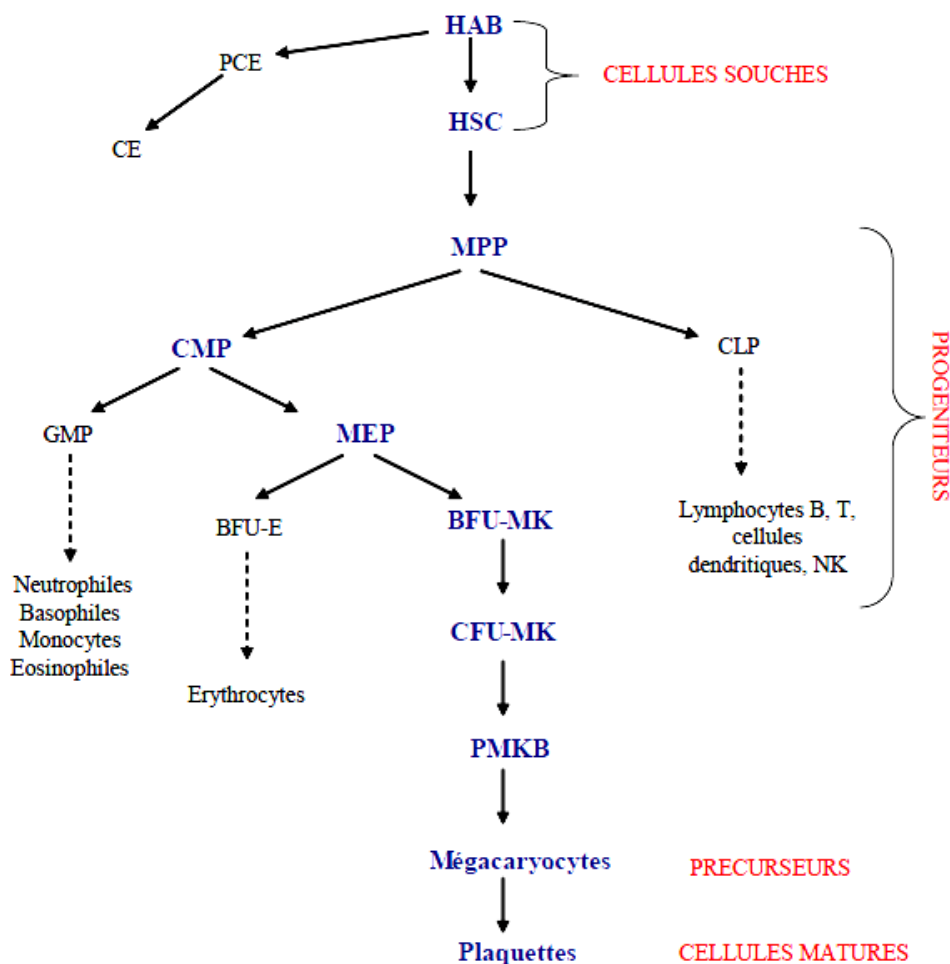 HAB
PCE
CELLULES SOUCHES
HSC
CE
MPP
CMP
CLP
PROGENITEURS
GMP
MEP
BFU-E
BFU-MK
Lymphocytes B, T,
cellules
dendritiques, NK
Neutrophiles
Basophiles
Monocytes
Eosinophiles
CFU-MK
Erythrocytes
PMKB
Mégacaryocytes
PRECURSEURS
Plaquettes
CELLULES MATURES